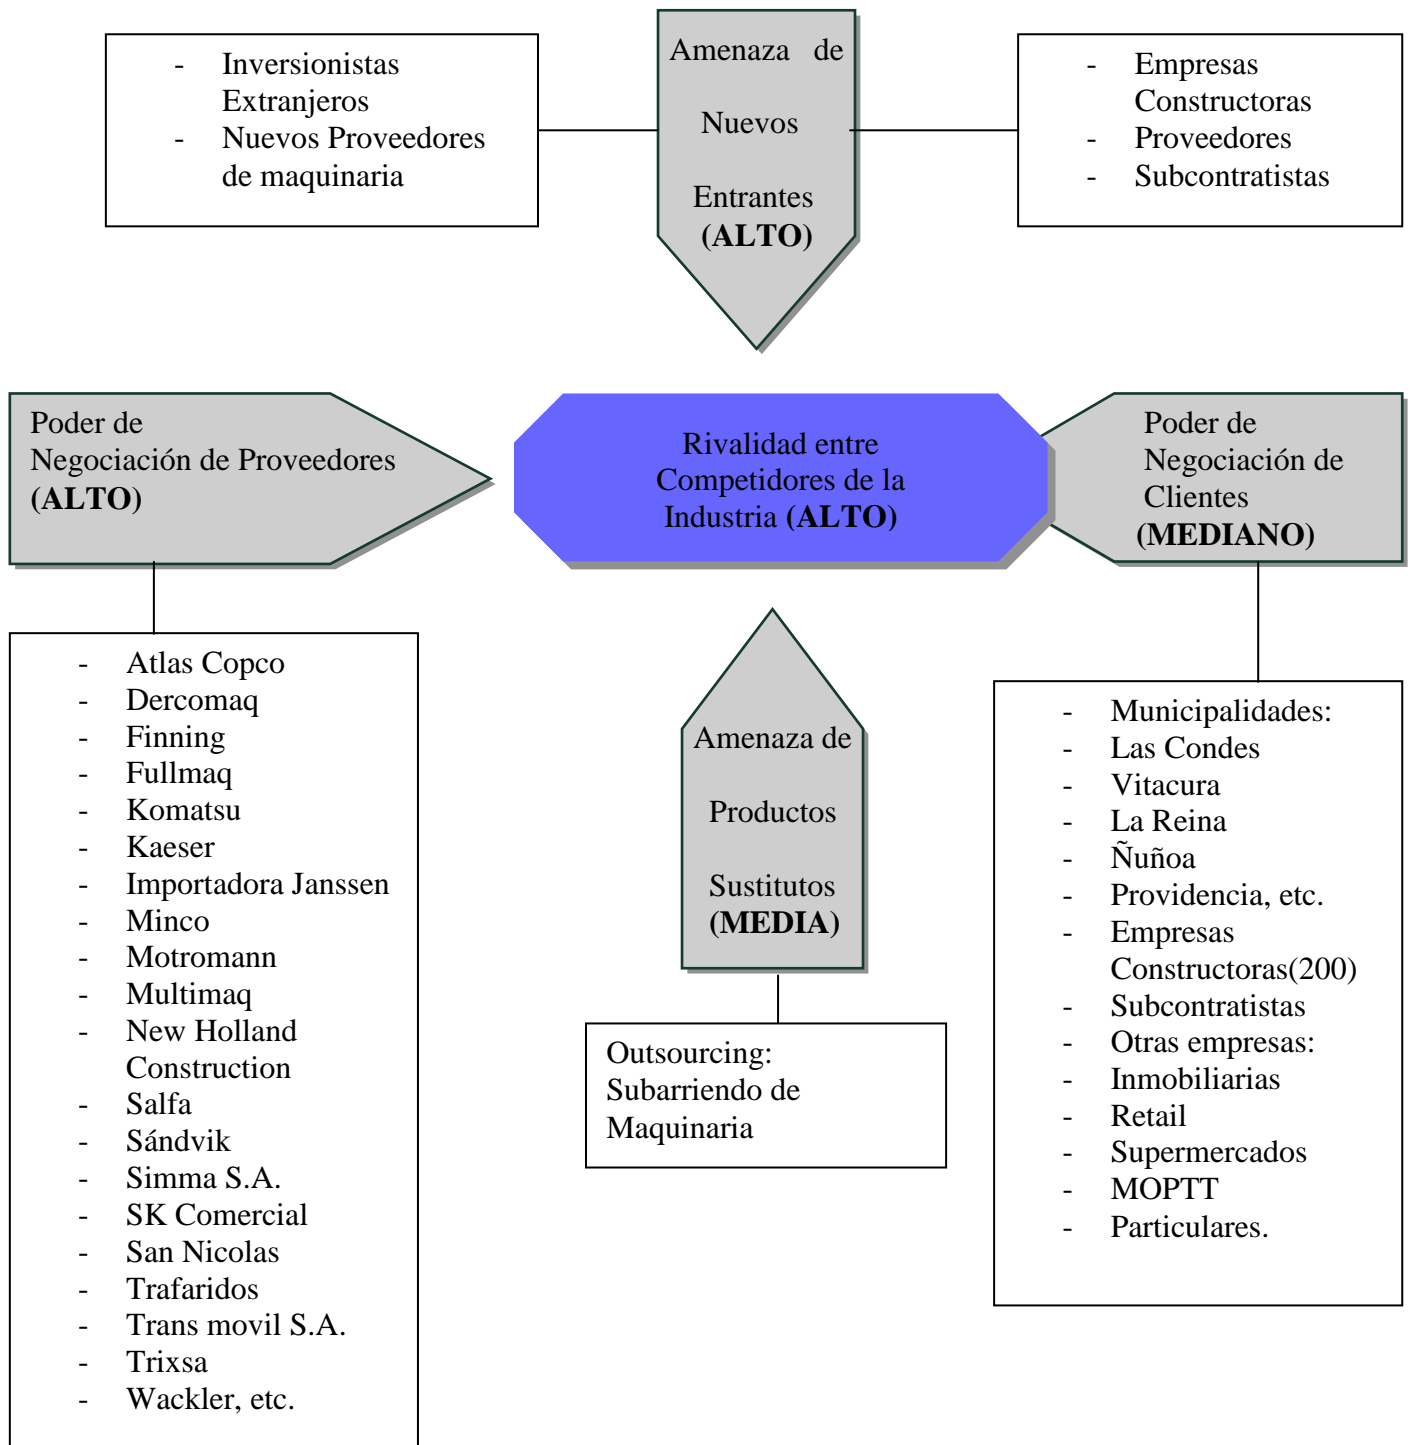 - Inversionistas
Extranjeros
- Nuevos Proveedores
de maquinaria
Amenaza de
Nuevos
Entrantes
(ALTO)
- Empresas
Constructoras
- Proveedores
- Subcontratistas
Poder de
Negociación de Proveedores
(ALTO)
Rivalidad entre
Competidores de la
Industria (ALTO)
Poder de
Negociación de
Clientes
(MEDIANO)
- Atlas Copco
- Dercomaq
- Finning
- Fullmaq
- Komatsu
- Kaeser
- Importadora Janssen
- Minco
- Motromann
- Multimaq
- New Holland
Construction
- Salfa
- Sándvik
- Simma S.A.
- SK Comercial
- San Nicolas
- Trafaridos
- Trans movil S.A.
- Trixsa
- Wackler, etc.
Amenaza de
Productos
Sustitutos
(MEDIA)
Outsourcing:
Subarriendo de
Maquinaria
- Municipalidades:
- Las Condes
- Vitacura
- La Reina
- Ñuñoa
- Providencia, etc.
- Empresas
Constructoras(200)
- Subcontratistas
- Otras empresas:
- Inmobiliarias
- Retail
- Supermercados
- MOPTT
- Particulares.